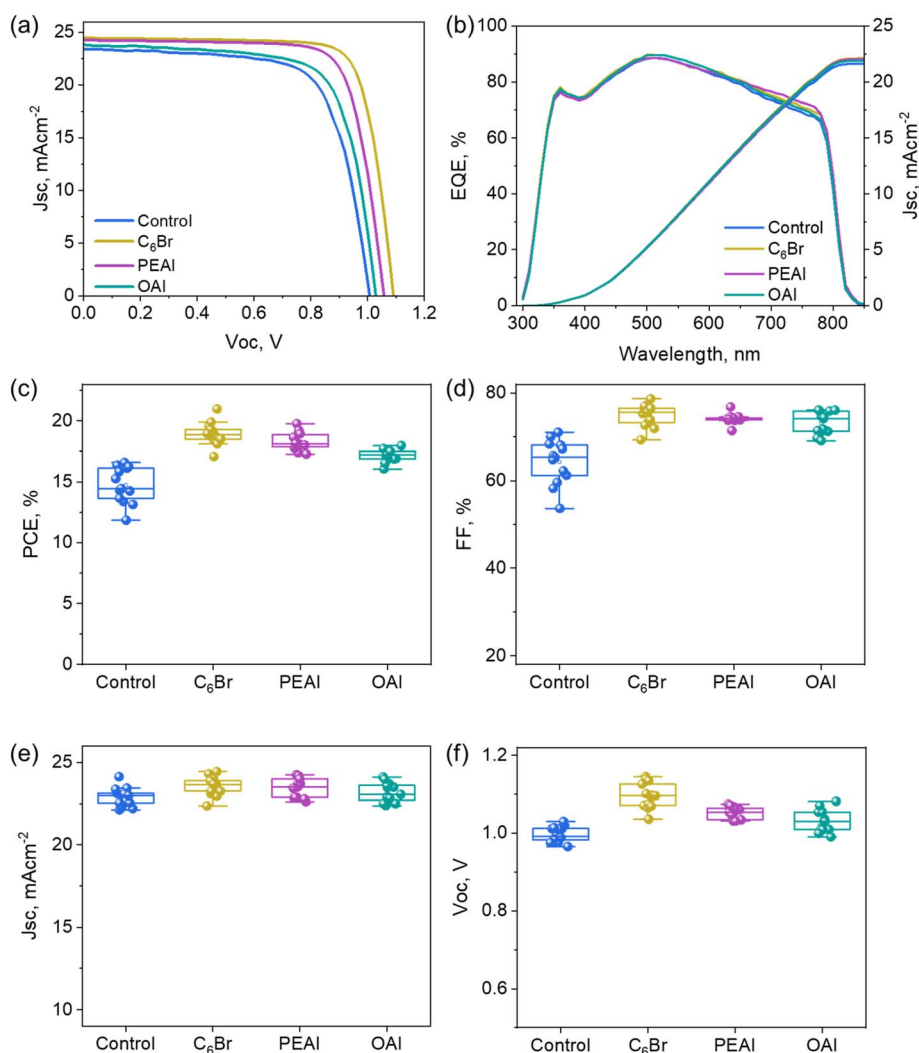 (a)
25
20
15
10
5
0
Jsc, mAcm⁻²
Control
C₆Br
PEAI
OAI
0.0 0.2 0.4 0.6 0.8 1.0 1.2
Voc, V
(b)
100
80
60
40
20
0
EQE, %
25
20
15
10
5
0
Jsc, mAcm⁻²
Control
C₆Br
PEAI
OAI
300 400 500 600 700 800
Wavelength, nm
(c)
20
15
10
5
0
PCE, %
Control C₆Br PEAI OAI
(d)
80
60
40
20
FF, %
Control C₆Br PEAI OAI
(e)
25
20
15
10
Jsc, mAcm⁻²
Control C₆Br PEAI OAI
(f)
1.2
1.0
0.8
0.6
Voc, V
Control C₆Br PEAI OAI